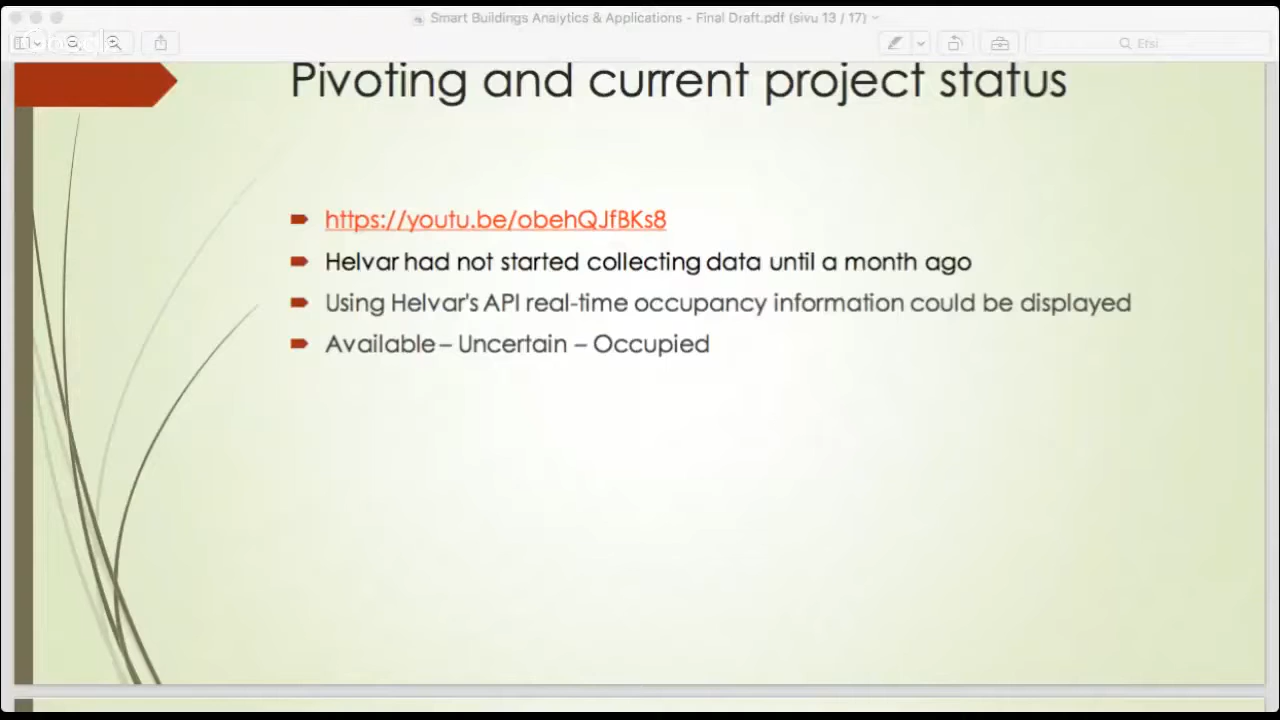 Smart Buildings Analytics & Applications - Final Draft.pdf (sivu 13 / 17)
Etsi
Pivoting and current project status
https://youtu.be/obehQJfBKs8
Helvar had not started collecting data until a month ago
Using Helvar's API real-time occupancy information could be displayed
Available – Uncertain – Occupied